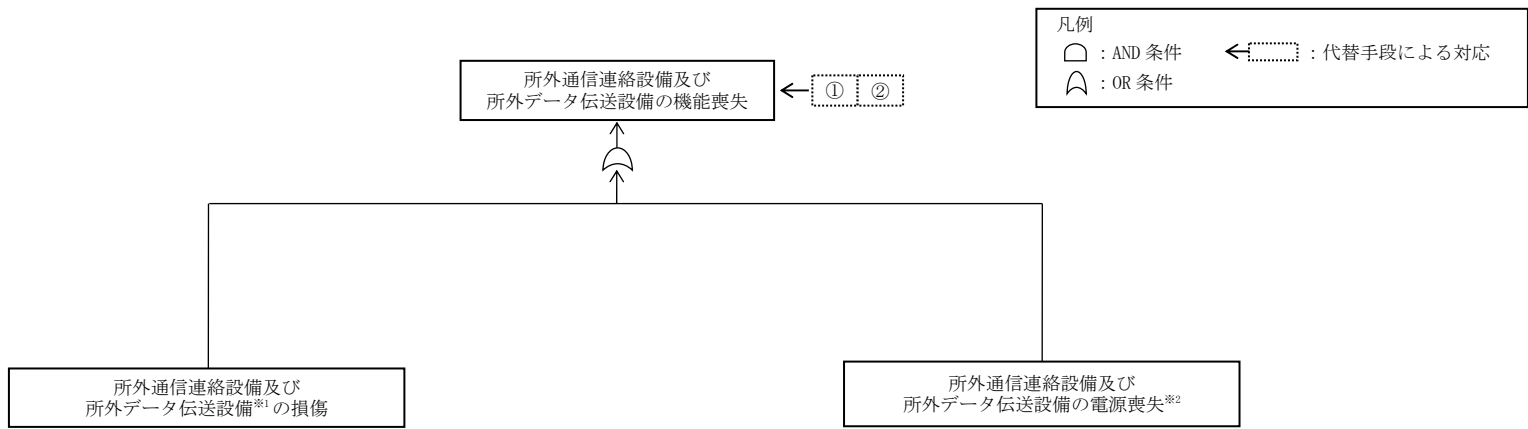 凡例
：AND 条件
：代替手段による対応
：OR 条件
所外通信連絡設備及び
所外データ伝送設備の機能喪失
① ②
所外通信連絡設備及び
所外データ伝送設備※1の損傷
所外通信連絡設備及び
所外データ伝送設備の電源喪失※2